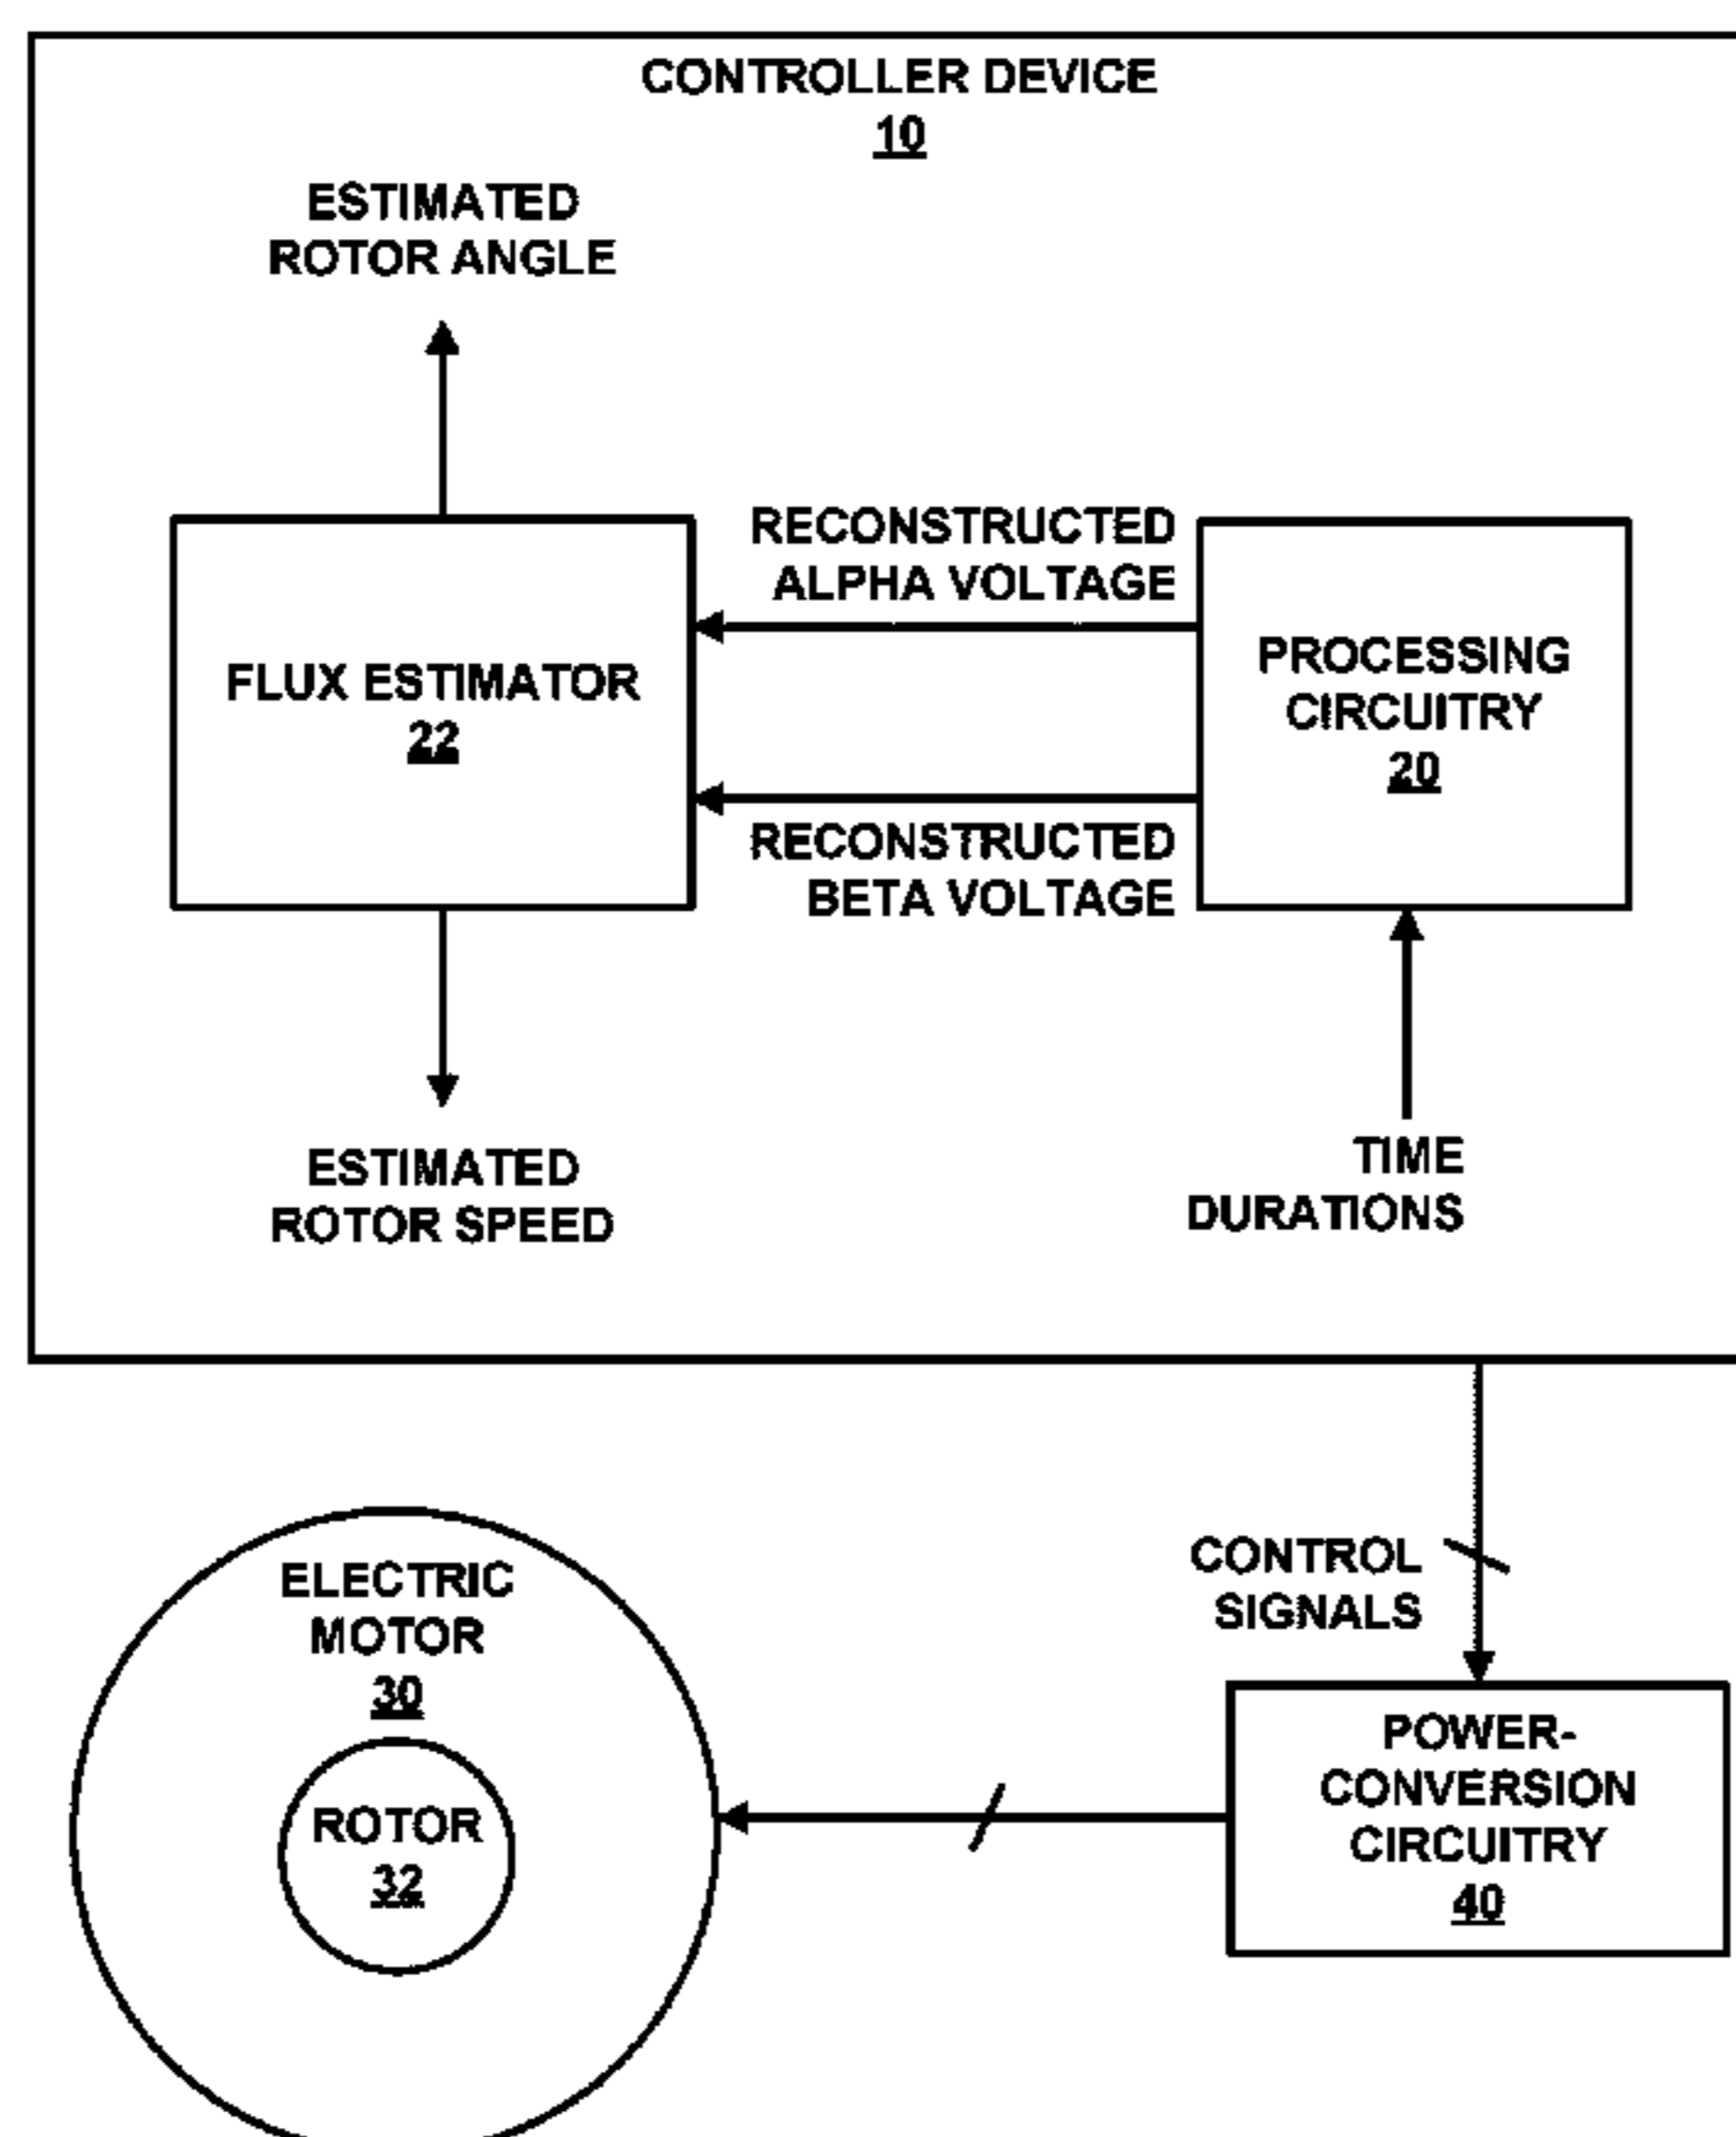 CONTROLLER DEVICE
10
ESTIMATED
ROTOR ANGLE
RECONSTRUCTED
ALPHA VOLTAGE
FLUX ESTIMATOR
22
PROCESSING
CIRCUITRY
20
RECONSTRUCTED
BETA VOLTAGE
ESTIMATED
ROTOR SPEED
TIME
DURATIONS
CONTROL
SIGNALS
ELECTRIC
MOTOR
30
ROTOR
32
POWER-
CONVERSION
CIRCUITRY
40